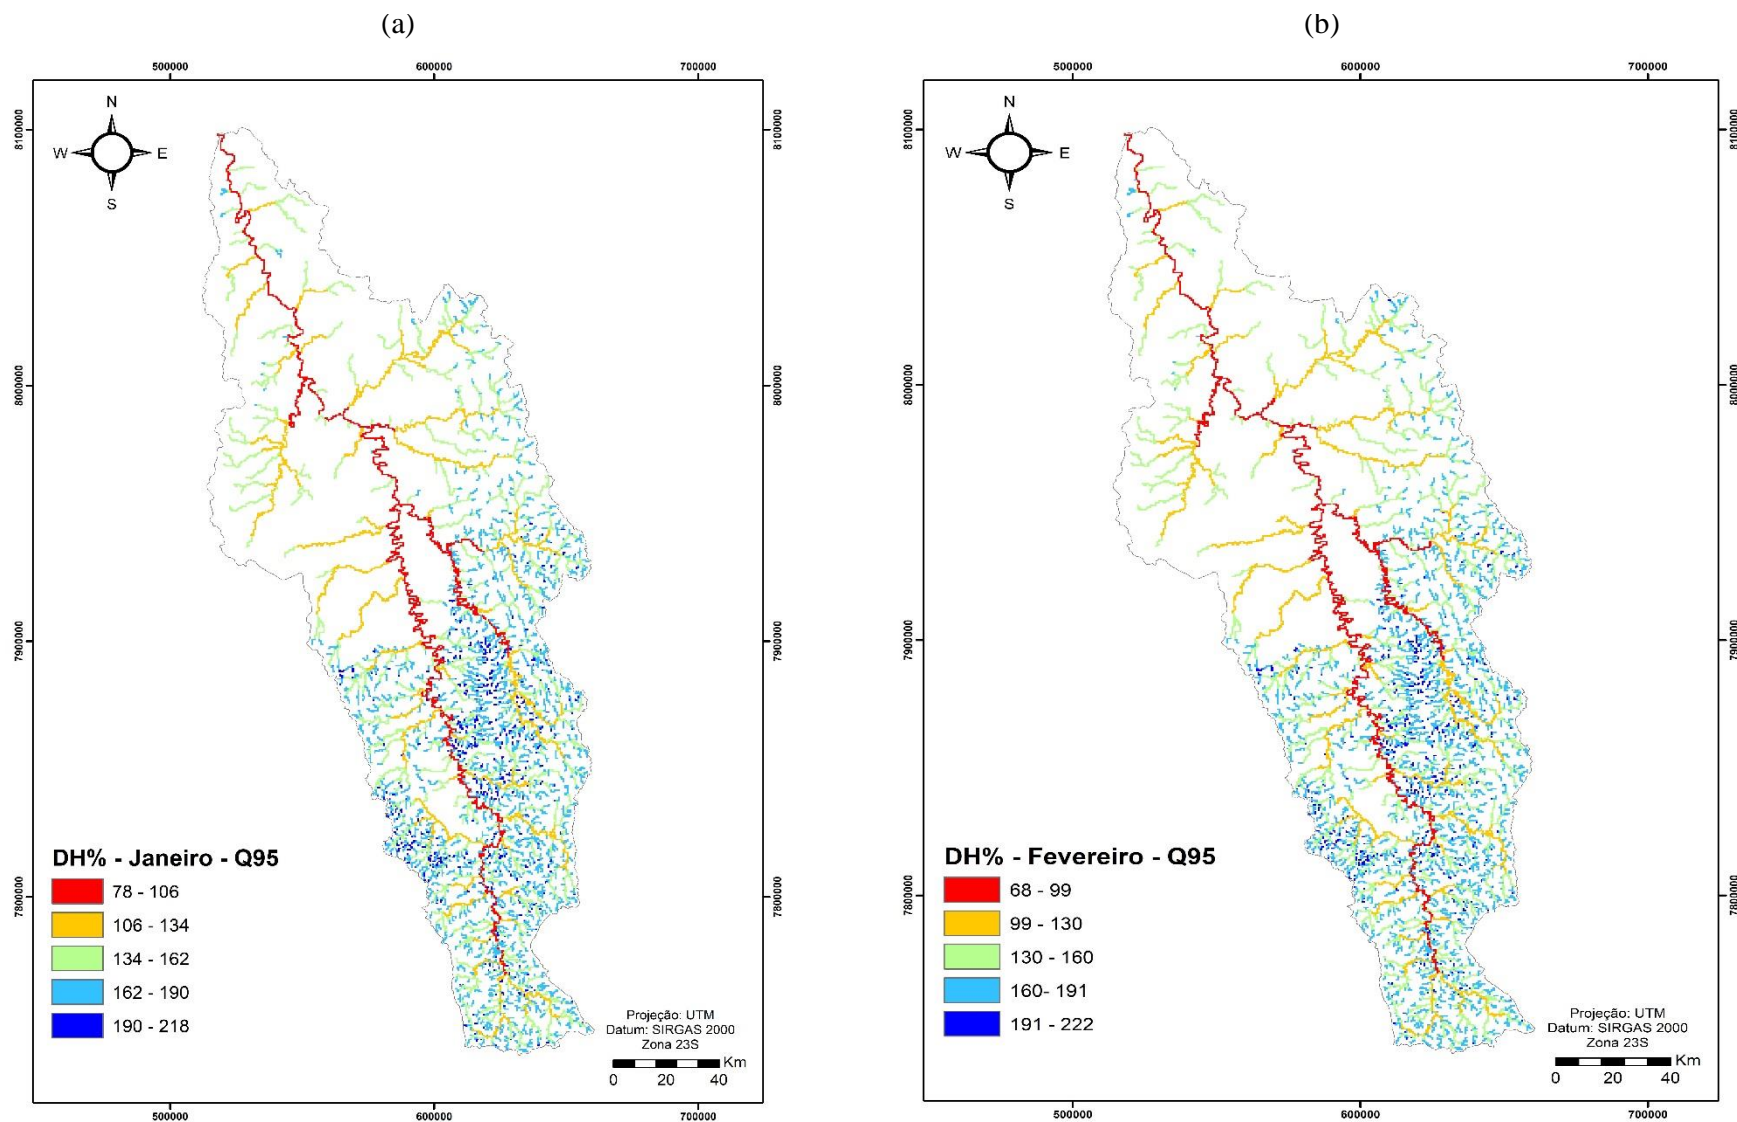 (a)
(b)
500000 600000 700000
500000 600000 700000
N
W E
S
N
W E
S
8100000 8100000
8100000 8100000
8000000 8000000
8000000 8000000
7900000 7900000
7900000 7900000
7800000 7800000
7800000 7800000
DH% - Janeiro - Q95
78 - 106
106 - 134
134 - 162
162 - 190
190 - 218
Projeção: UTM
Datum: SIRGAS 2000
Zona 23S
Km
0 20 40
500000 600000 700000
DH% - Fevereiro - Q95
68 - 99
99 - 130
130 - 160
160- 191
191 - 222
Projeção: UTM
Datum: SIRGAS 2000
Zona 23S
Km
0 20 40
500000 600000 700000